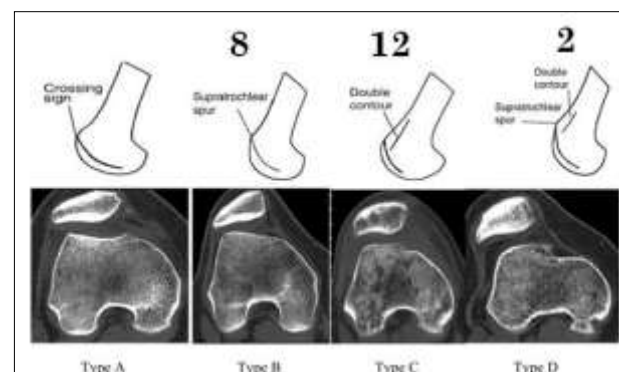 8
12
2
Crossing
sign
Supratrochlear
spur
Double
contour
Double
contour
Supratrochlear
spur
Type A
Type B
Type C
Type D